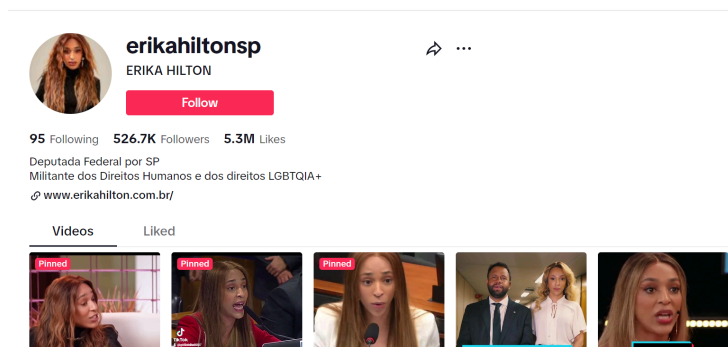 erikahiltonsp
ERIKA HILTON
Follow
95 Following 526.7K Followers 5.3M Likes
Deputada Federal por SP
Militante dos Direitos Humanos e dos direitos LGBTQIA+
www.erikahilton.com.br/
Videos Liked
Pinned Pinned Pinned
TikTok